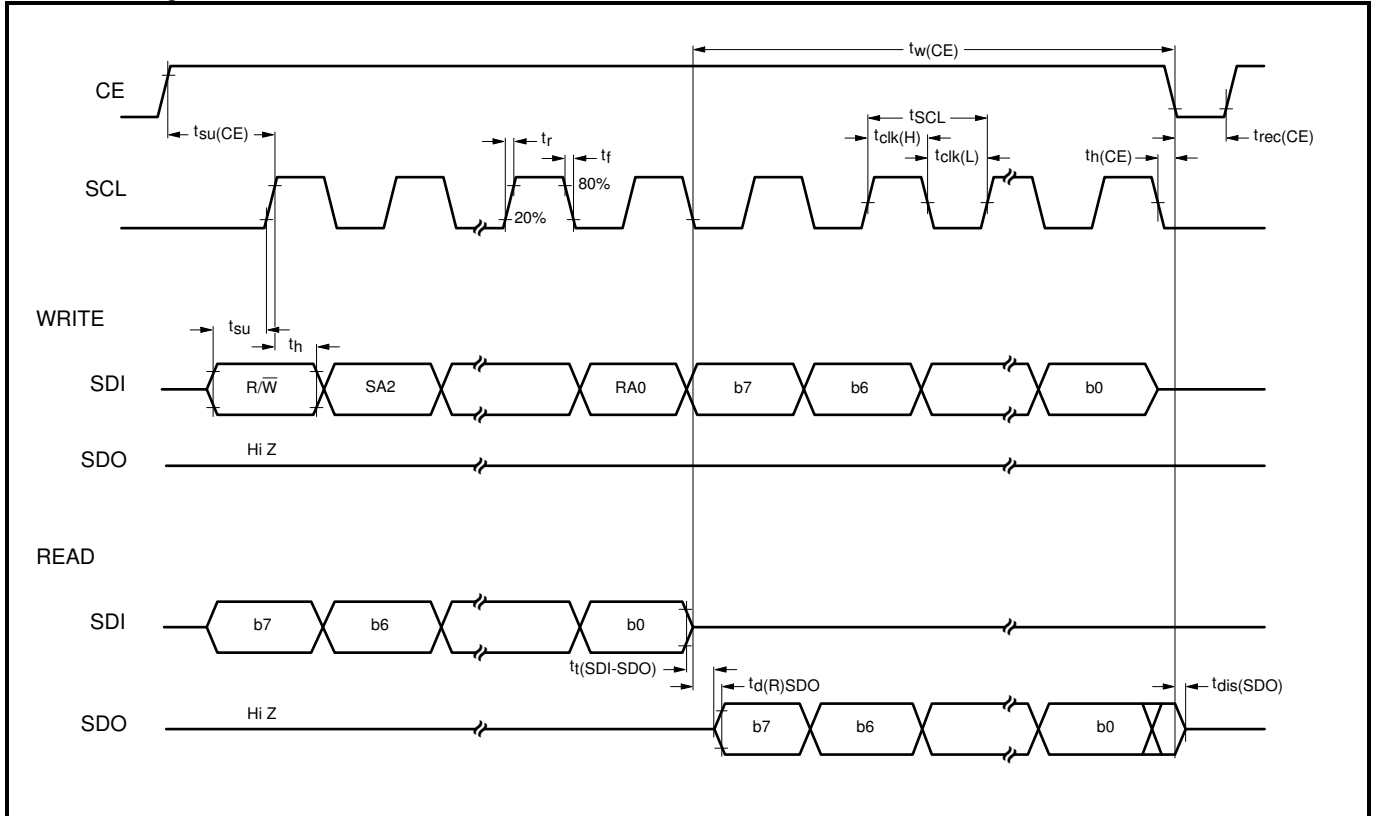 tw(CE)
CE
tSCL
tsu(CE)
tr
tclk(H)
trec(CE)
tf
tclk(L)
th(CE)
SCL
80%
20%
WRITE
tsu
th
SDI
R/W̅
SA2
RA0
b7
b6
b0
Hi Z
SDO
READ
SDI
b7
b6
b0
tt(SDI-SDO)
td(R)SDO
tdis(SDO)
Hi Z
SDO
b7
b6
b0